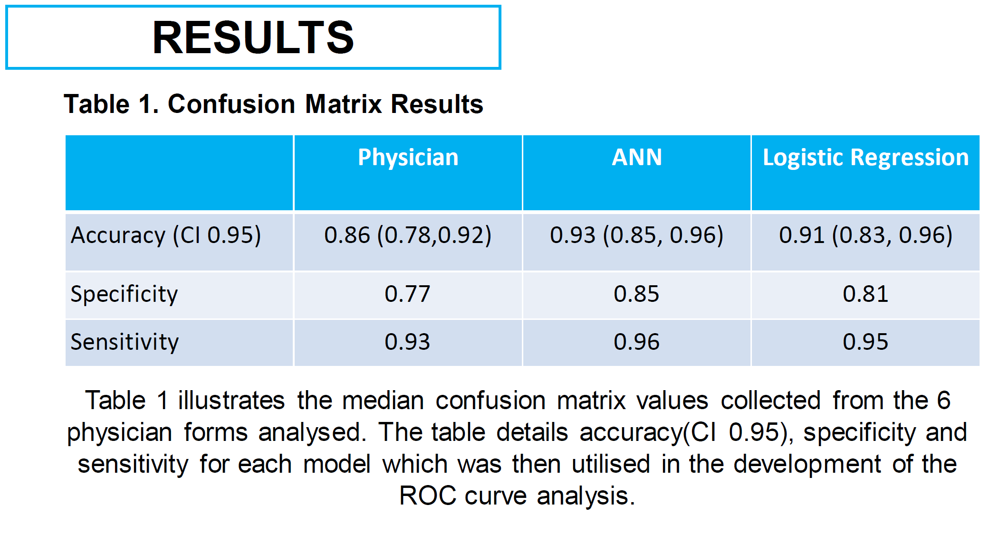 RESULTS
Table 1. Confusion Matrix Results
Physician ANN Logistic Regression
Accuracy (CI 0.95) 0.86 (0.78,0.92) 0.93 (0.85, 0.96) 0.91 (0.83, 0.96)
Specificity 0.77 0.85 0.81
Sensitivity 0.93 0.96 0.95
Table 1 illustrates the median confusion matrix values collected from the 6
physician forms analysed. The table details accuracy(CI 0.95), specificity and
sensitivity for each model which was then utilised in the development of the
ROC curve analysis.